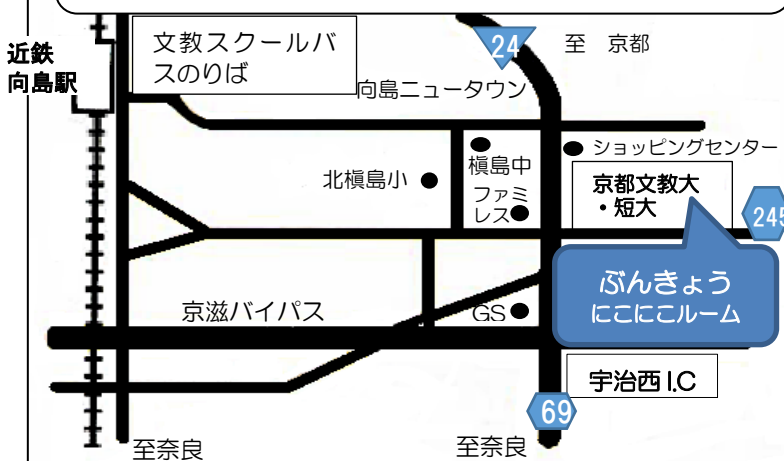 近鉄
向島駅
文教スクールバ
スのりば
24
至 京都
向島ニュータウン
ショッピングセンター
槇島中
北槇島小
ファミ
レス
京都文教大
・短大
245
ぶんきょう
にこにこルーム
京滋バイパス
GS
宇治西I.C
69
至奈良
至奈良